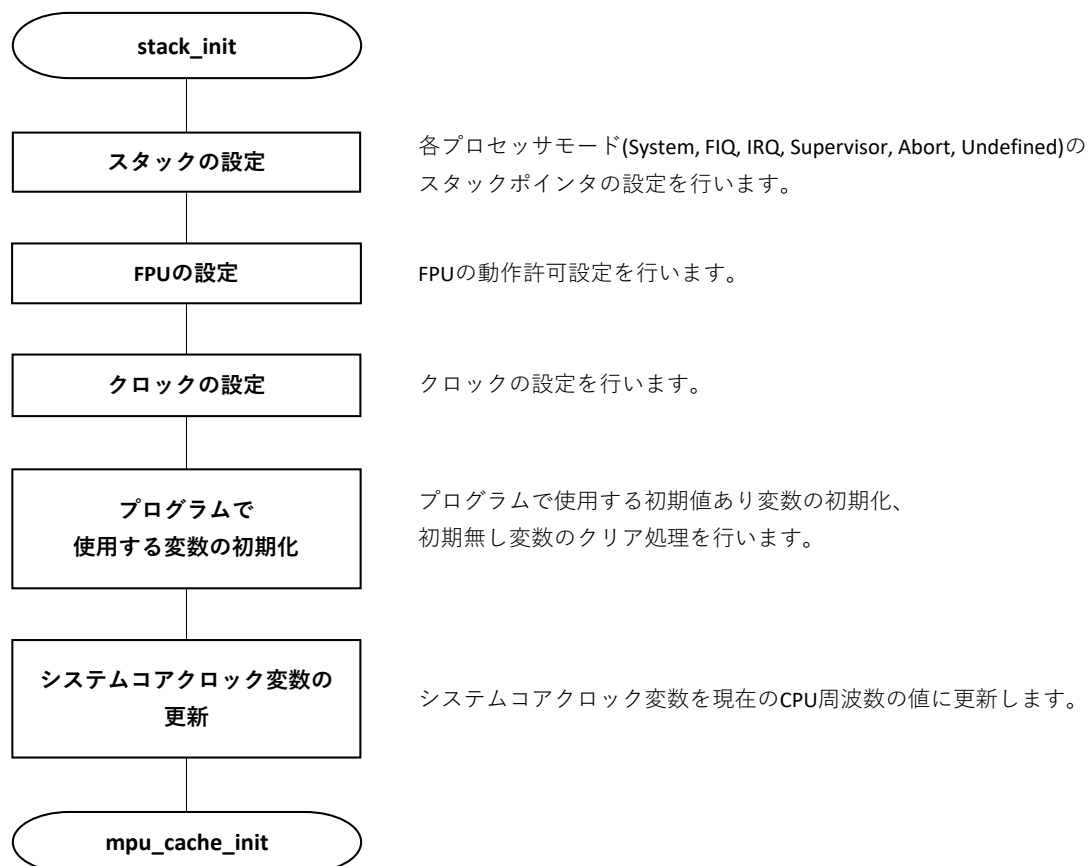 stack_init
スタックの設定
各プロセッサモード(System, FIQ, IRQ, Supervisor, Abort, Undefined)の
スタックポインタの設定を行います。
FPUの設定
FPUの動作許可設定を行います。
クロックの設定
クロックの設定を行います。
プログラムで
使用する変数の初期化
プログラムで使用する初期値あり変数の初期化、
初期無し変数のクリア処理を行います。
システムコアクロック変数の
更新
システムコアクロック変数を現在のCPU周波数の値に更新します。
mpu_cache_init